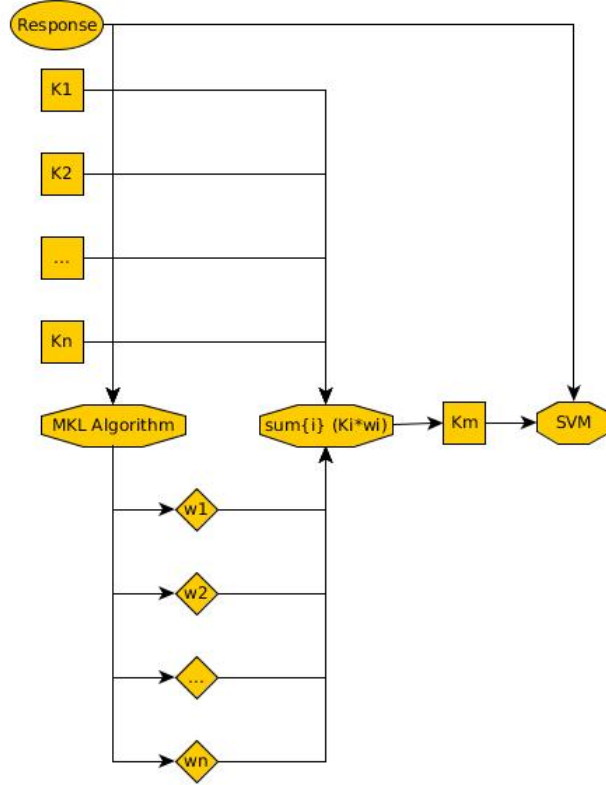 Response
K1
K2
...
Kn
MKL Algorithm
sum{i} (Ki*wi)
Km
SVM
w1
w2
...
wn